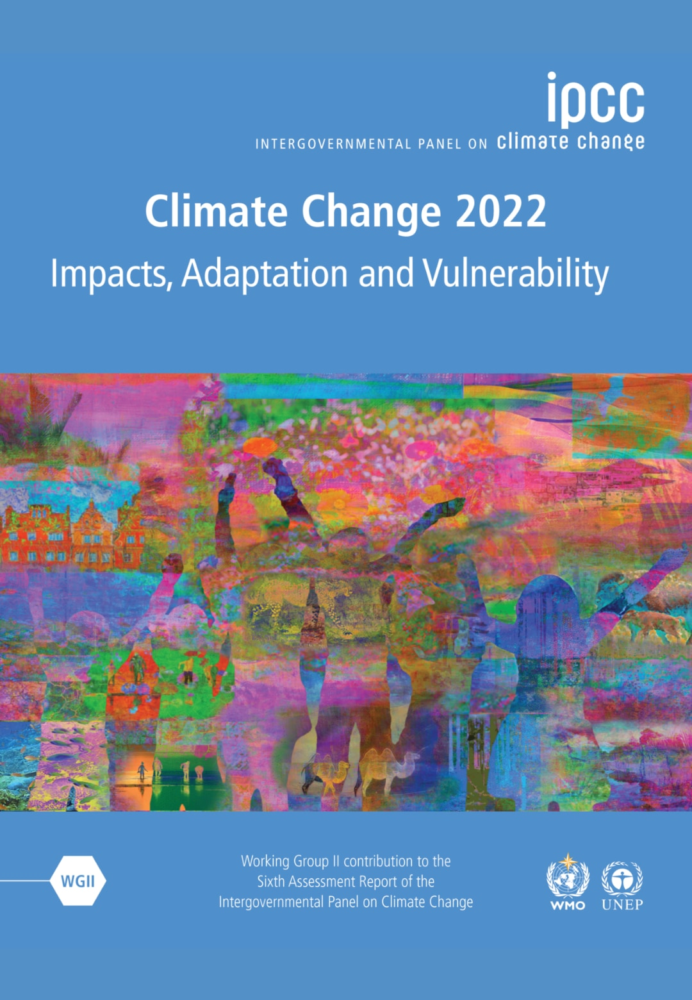 ipcc
INTERGOVERNMENTAL PANEL ON climate change
Climate Change 2022
Impacts, Adaptation and Vulnerability
WGII
Working Group II contribution to the
Sixth Assessment Report of the
Intergovernmental Panel on Climate Change
WMO
UNEP